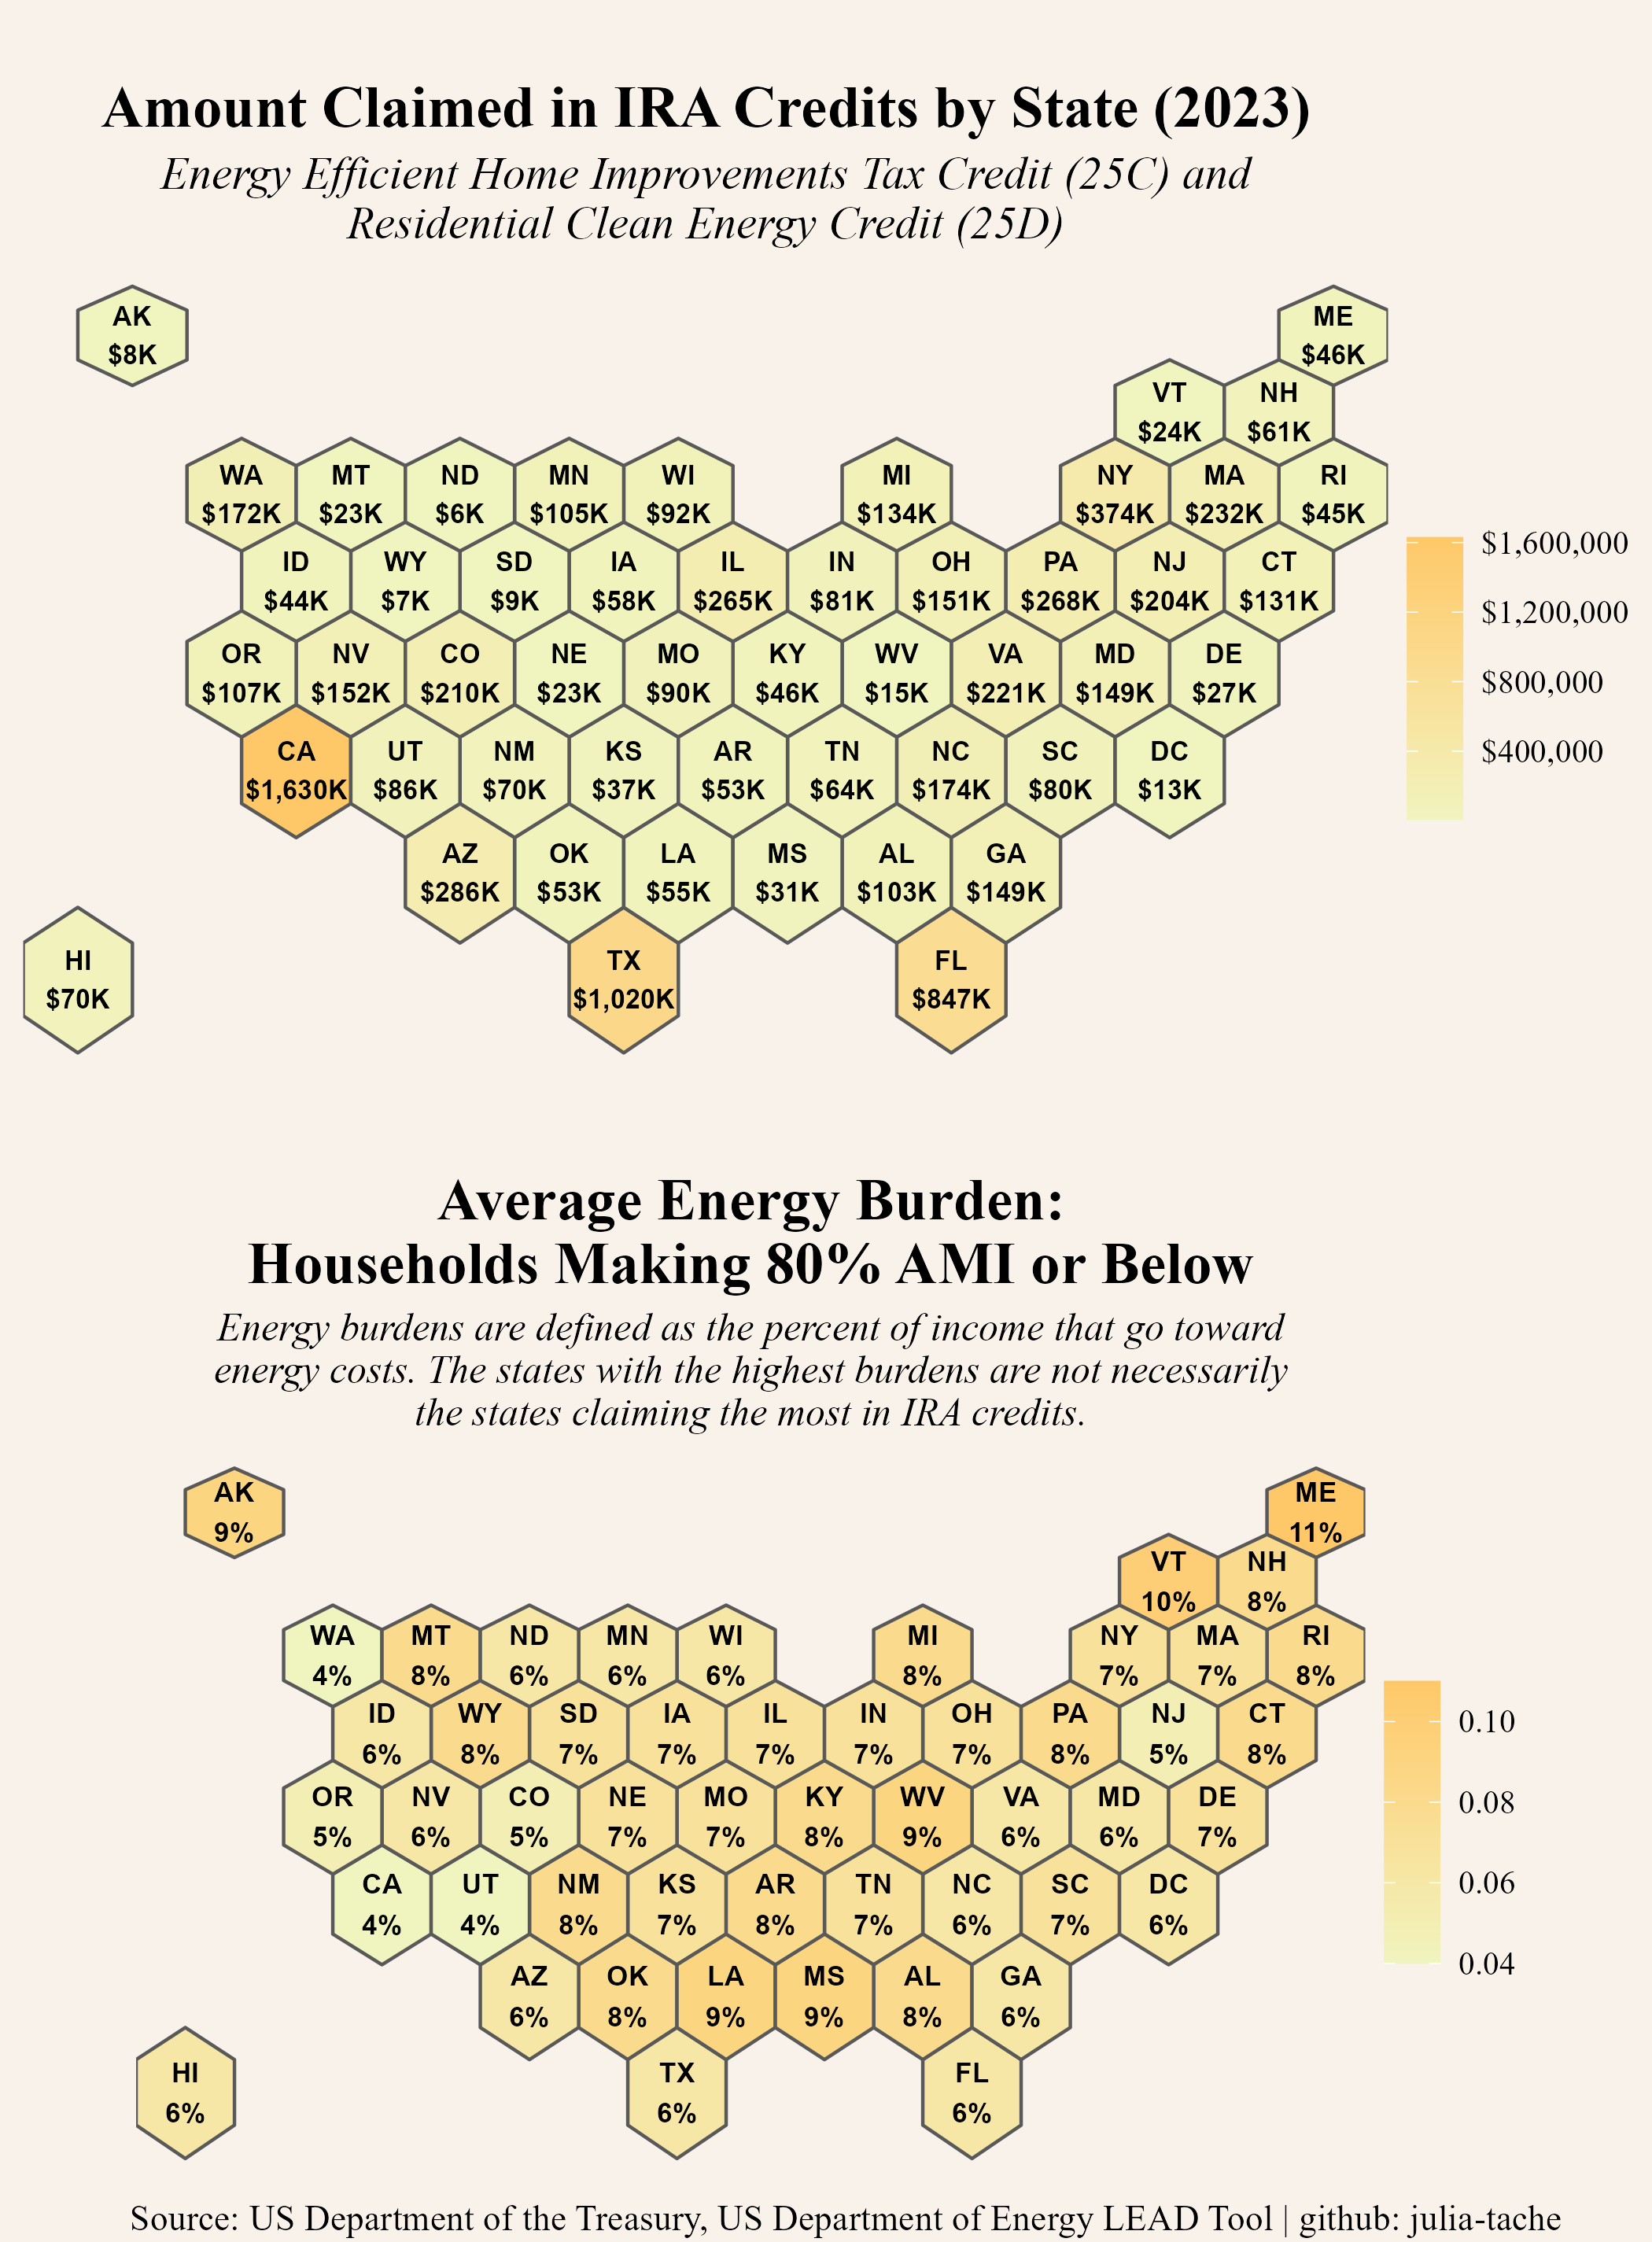 Amount Claimed in IRA Credits by State (2023)
Energy Efficient Home Improvements Tax Credit (25C) and
Residential Clean Energy Credit (25D)
AK ME
$8K $46K
VT NH
$24K $61K
WA MT ND MN WI MI NY MA RI
$172K $23K $6K $105K $92K $134K $374K $232K $45K
$1,600,000
ID WY SD IA IL IN OH PA NJ CT
$44K $7K $9K $58K $265K $81K $151K $268K $204K $131K
$1,200,000
OR NV CO NE MO KY WV VA MD DE
$107K $152K $210K $23K $90K $46K $15K $221K $149K $27K
$800,000
CA UT NM KS AR TN NC SC DC
$1,630K $86K $70K $37K $53K $64K $174K $80K $13K
$400,000
AZ OK LA MS AL GA
$286K $53K $55K $31K $103K $149K
HI TX FL
$70K $1,020K $847K
Average Energy Burden:
Households Making 80% AMI or Below
Energy burdens are defined as the percent of income that go toward
energy costs. The states with the highest burdens are not necessarily
the states claiming the most in IRA credits.
AK ME
9% 11%
VT NH
10% 8%
WA MT ND MN WI MI NY MA RI
4% 8% 6% 6% 6% 8% 7% 7% 8%
ID WY SD IA IL IN OH PA NJ CT
0.10
6% 8% 7% 7% 7% 7% 7% 8% 5% 8%
OR NV CO NE MO KY WV VA MD DE
0.08
5% 6% 5% 7% 7% 8% 9% 6% 6% 7%
CA UT NM KS AR TN NC SC DC
0.06
4% 4% 8% 7% 8% 7% 6% 7% 6%
AZ OK LA MS AL GA
0.04
6% 8% 9% 9% 8% 6%
HI TX FL
6% 6% 6%
Source: US Department of the Treasury, US Department of Energy LEAD Tool | github: julia-tache